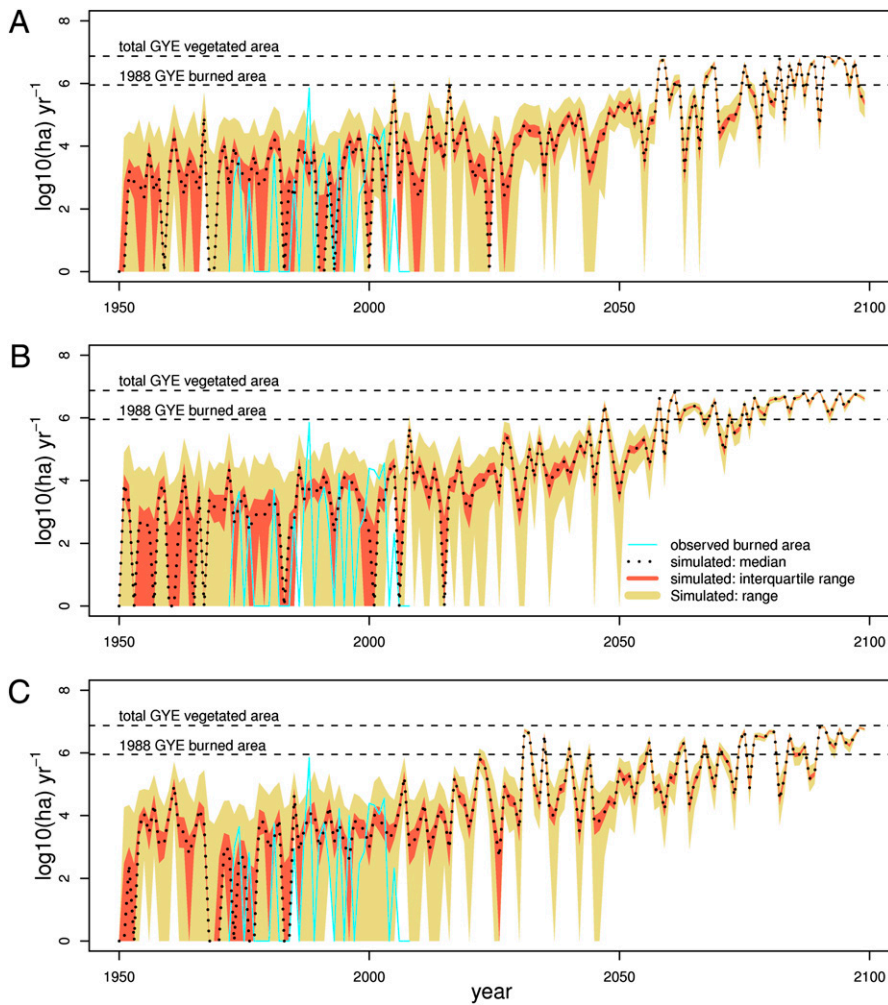 A
log10(ha) yr⁻¹
8
6
4
2
0
total GYE vegetated area
1988 GYE burned area
1950
2000
2050
2100
B
log10(ha) yr⁻¹
8
6
4
2
0
total GYE vegetated area
1988 GYE burned area
observed burned area
simulated: median
simulated: interquartile range
Simulated: range
1950
2000
2050
2100
C
log10(ha) yr⁻¹
8
6
4
2
0
total GYE vegetated area
1988 GYE burned area
1950
2000
2050
2100
year